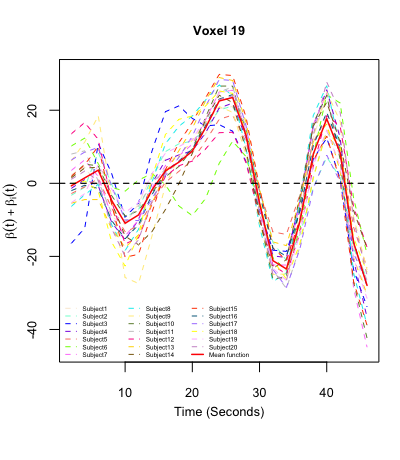 Voxel 19
β(t) + βᵢ(t)
20
0
-20
-40
Subject1 Subject8 Subject15
Subject2 Subject9 Subject16
Subject3 Subject10 Subject17
Subject4 Subject11 Subject18
Subject5 Subject12 Subject19
Subject6 Subject13 Subject20
Subject7 Subject14 Mean function
10 20 30 40
Time (Seconds)